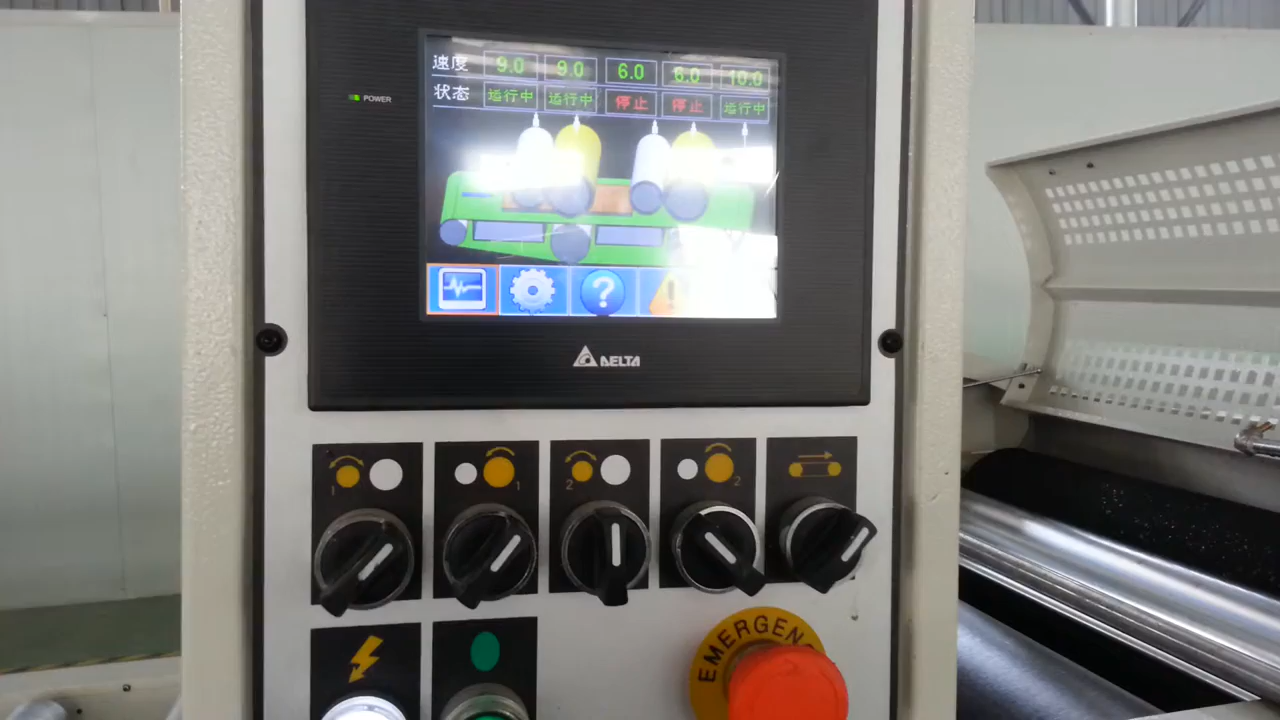 速度 9.0 9.0 6.0 6.0 10.0
状态 运行中 运行中 停止 停止 运行中
POWER
?
!
DELTA
1 1 2 2
EMERGEN